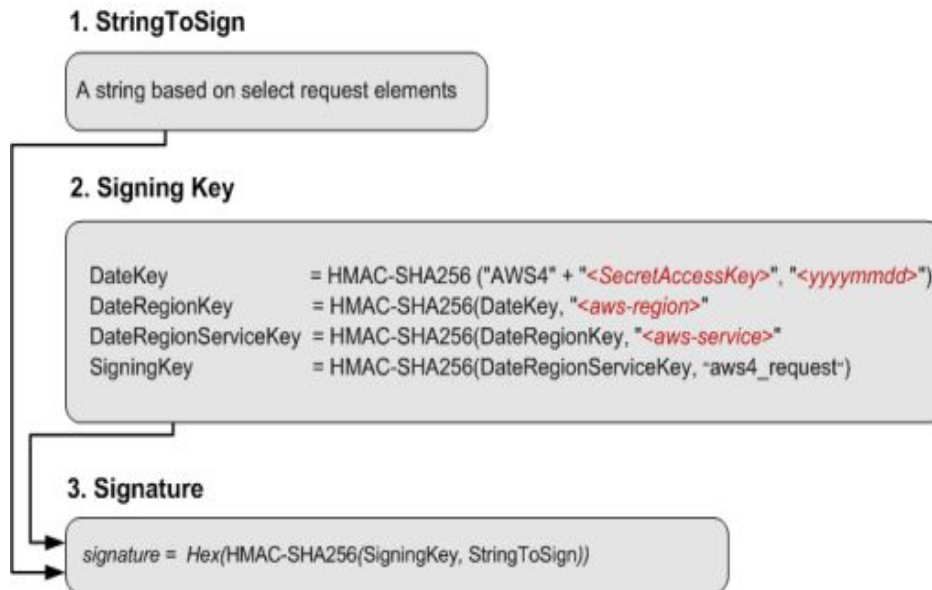 1. StringToSign
A string based on select request elements
2. Signing Key
DateKey = HMAC-SHA256 ("AWS4" + "<SecretAccessKey>", "<yyyymmdd>")
DateRegionKey = HMAC-SHA256(DateKey, "<aws-region>"
DateRegionServiceKey = HMAC-SHA256(DateRegionKey, "<aws-service>"
SigningKey = HMAC-SHA256(DateRegionServiceKey, "aws4_request")
3. Signature
signature = Hex(HMAC-SHA256(SigningKey, StringToSign))